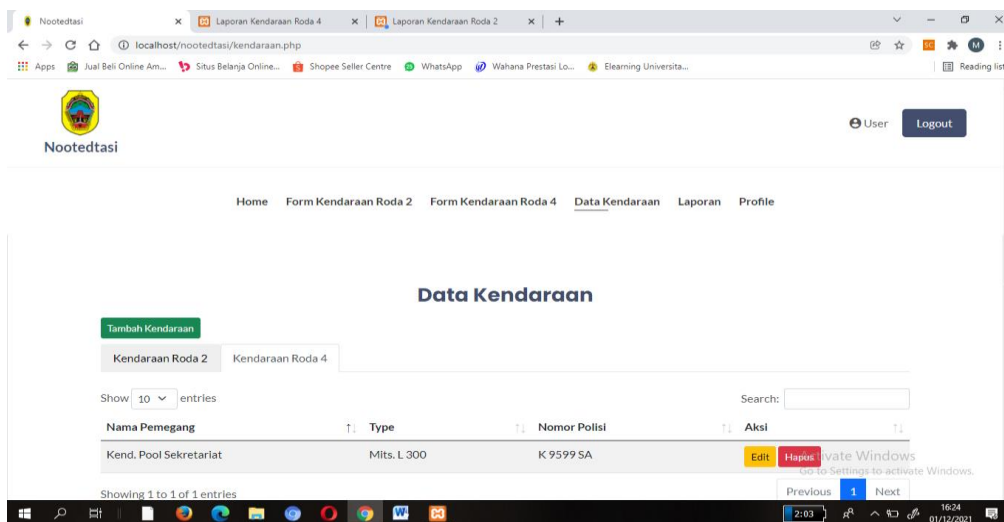 Nootedtasi
Laporan Kendaraan Roda 4
Laporan Kendaraan Roda 2
localhost/nootedtasi/kendaraan.php
SC
M
Apps
Jual Beli Online Am...
Situs Belanja Online...
Shopee Seller Centre
WhatsApp
Wahana Prestasi Lo...
Elearning Universita...
Reading list
Nootedtasi
User
Logout
Home
Form Kendaraan Roda 2
Form Kendaraan Roda 4
Data Kendaraan
Laporan
Profile
Data Kendaraan
Tambah Kendaraan
Kendaraan Roda 2
Kendaraan Roda 4
Show 10 entries
Search:
Nama Pemegang
Type
Nomor Polisi
Aksi
Kend. Pool Sekretariat
Mits. L 300
K 9599 SA
Edit
Hapus
Activate Windows
Go to Settings to activate Windows.
Showing 1 to 1 of 1 entries
Previous
1
Next
2:03
16:24
01/12/2021